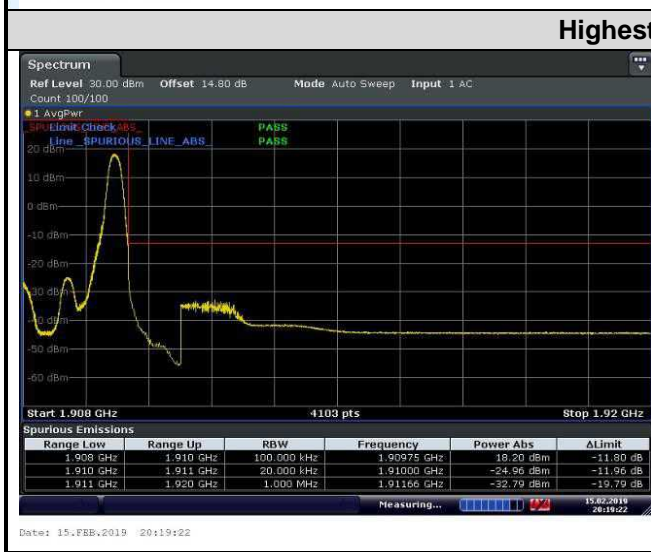 Highest
Spectrum
Ref Level 30.00 dBm Offset 14.80 dB Mode Auto Sweep Input 1 AC
Count 100/100
1 AvgPwr
Limit Check PASS
Line _SPURIOUS_LINE_ABS_ PASS
20 dBm
10 dBm
0 dBm
-10 dBm
-20 dBm
-30 dBm
-40 dBm
-50 dBm
-60 dBm
Start 1.908 GHz 4103 pts Stop 1.92 GHz
Spurious Emissions
Range Low Range Up RBW Frequency Power Abs ΔLimit
1.908 GHz 1.910 GHz 100.000 kHz 1.90975 GHz 18.20 dBm -11.80 dB
1.910 GHz 1.911 GHz 20.000 kHz 1.91000 GHz -24.96 dBm -11.96 dB
1.911 GHz 1.920 GHz 1.000 MHz 1.91166 GHz -32.79 dBm -19.79 dB
Measuring... 15.02.2019
20:19:22
Date: 15.FEB.2019 20:19:22